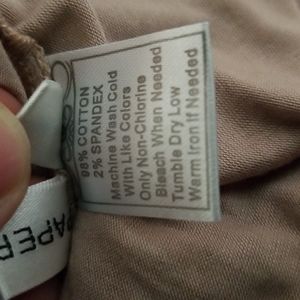 98% COTTON
2% SPANDEX
Machine Wash Cold
With Like Colors
Only Non-Chlorine
Bleach When Needed
Tumble Dry Low
Warm Iron if Needed
PAPER